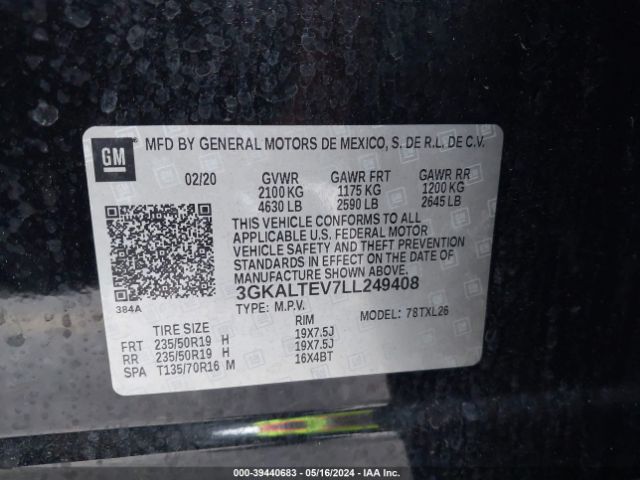 GM ® MFD BY GENERAL MOTORS DE MEXICO, S. DE R.L. DE C.V.
02/20 GVWR GAWR FRT GAWR RR
2100 KG 1175 KG 1200 KG
4630 LB 2590 LB 2645 LB
THIS VEHICLE CONFORMS TO ALL
APPLICABLE U.S. FEDERAL MOTOR
VEHICLE SAFETY AND THEFT PREVENTION
STANDARDS IN EFFECT ON THE DATE OF
MANUFACTURE SHOWN ABOVE.
384A 3GKALTEV7LL249408
TYPE: M.P.V. MODEL: 78TXL26
TIRE SIZE RIM
FRT 235/50R19 H 19X7.5J
RR 235/50R19 H 19X7.5J
SPA T135/70R16 M 16X4BT
000-39440683 - 05/16/2024 - IAA Inc.